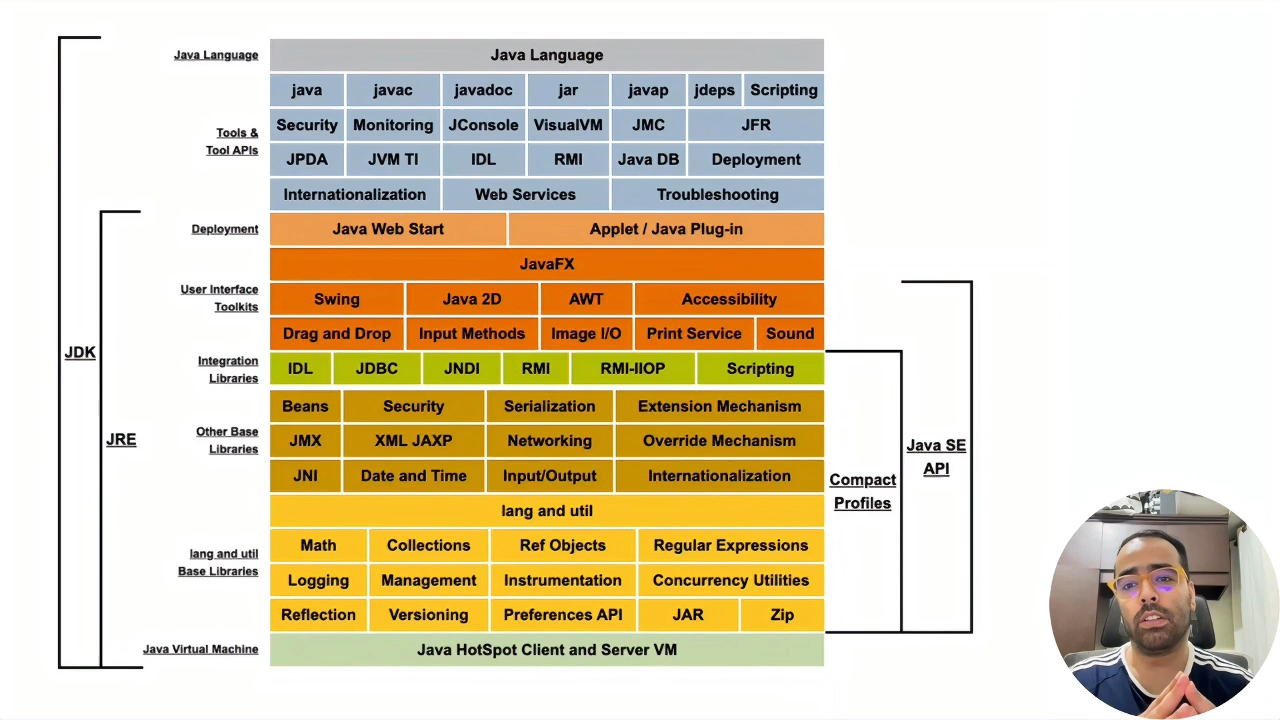 Java Language
Java Language
java javac javadoc jar javap jdeps Scripting
Tools &
Tool APIs
Security Monitoring JConsole VisualVM JMC JFR
JPDA JVM TI IDL RMI Java DB Deployment
Internationalization Web Services Troubleshooting
Deployment
Java Web Start Applet / Java Plug-in
JavaFX
User Interface
Toolkits
Swing Java 2D AWT Accessibility
Drag and Drop Input Methods Image I/O Print Service Sound
Integration
Libraries
IDL JDBC JNDI RMI RMI-IIOP Scripting
Other Base
Libraries
Beans Security Serialization Extension Mechanism
JMX XML JAXP Networking Override Mechanism
JNI Date and Time Input/Output Internationalization
lang and util
lang and util
Base Libraries
Math Collections Ref Objects Regular Expressions
Logging Management Instrumentation Concurrency Utilities
Reflection Versioning Preferences API JAR Zip
Java Virtual Machine
Java HotSpot Client and Server VM
JDK
JRE
Compact
Profiles
Java SE
API